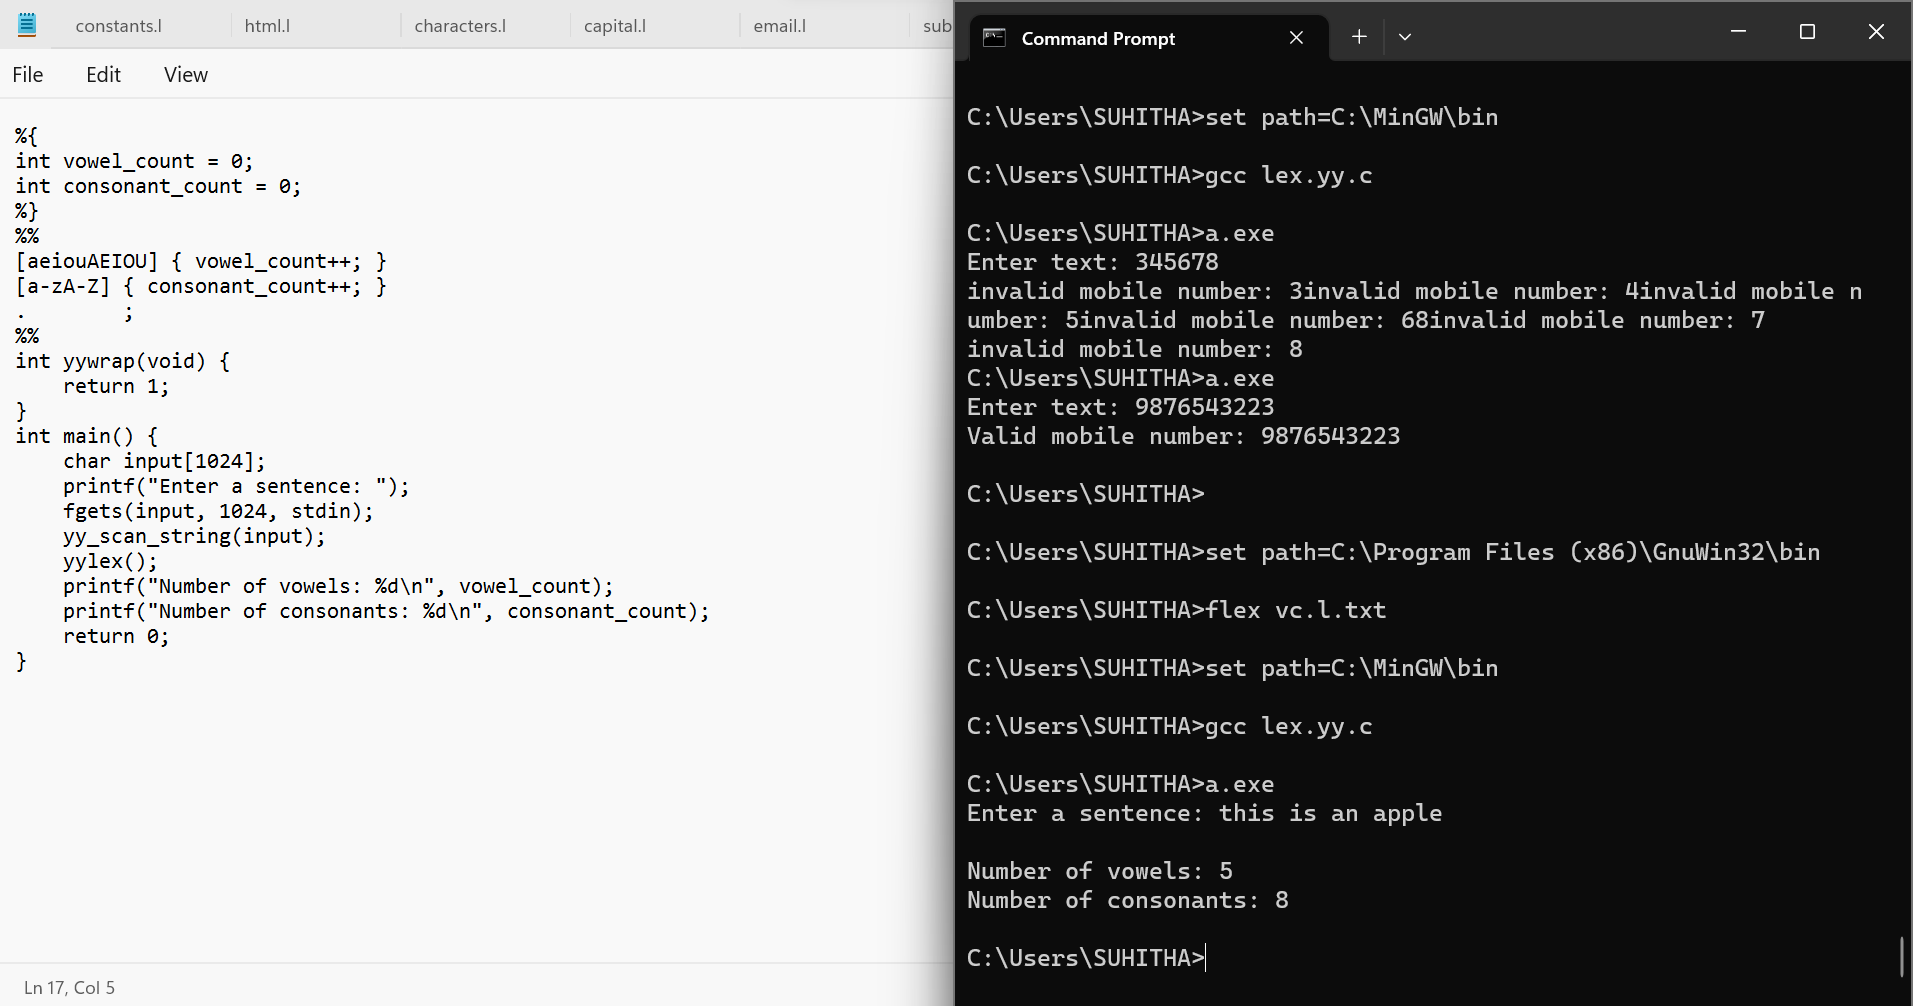 constants.l html.l characters.l capital.l email.l sub
File Edit View
%{
int vowel_count = 0;
int consonant_count = 0;
%}
%%
[aeiouAEIOU] { vowel_count++; }
[a-zA-Z] { consonant_count++; }
.        ;
%%
int yywrap(void) {
    return 1;
}
int main() {
    char input[1024];
    printf("Enter a sentence: ");
    fgets(input, 1024, stdin);
    yy_scan_string(input);
    yylex();
    printf("Number of vowels: %d\n", vowel_count);
    printf("Number of consonants: %d\n", consonant_count);
    return 0;
}
Ln 17, Col 5
Command Prompt
C:\Users\SUHITHA>set path=C:\MinGW\bin
C:\Users\SUHITHA>gcc lex.yy.c
C:\Users\SUHITHA>a.exe
Enter text: 345678
invalid mobile number: 3invalid mobile number: 4invalid mobile n
umber: 5invalid mobile number: 68invalid mobile number: 7
invalid mobile number: 8
C:\Users\SUHITHA>a.exe
Enter text: 9876543223
Valid mobile number: 9876543223
C:\Users\SUHITHA>
C:\Users\SUHITHA>set path=C:\Program Files (x86)\GnuWin32\bin
C:\Users\SUHITHA>flex vc.l.txt
C:\Users\SUHITHA>set path=C:\MinGW\bin
C:\Users\SUHITHA>gcc lex.yy.c
C:\Users\SUHITHA>a.exe
Enter a sentence: this is an apple
Number of vowels: 5
Number of consonants: 8
C:\Users\SUHITHA>